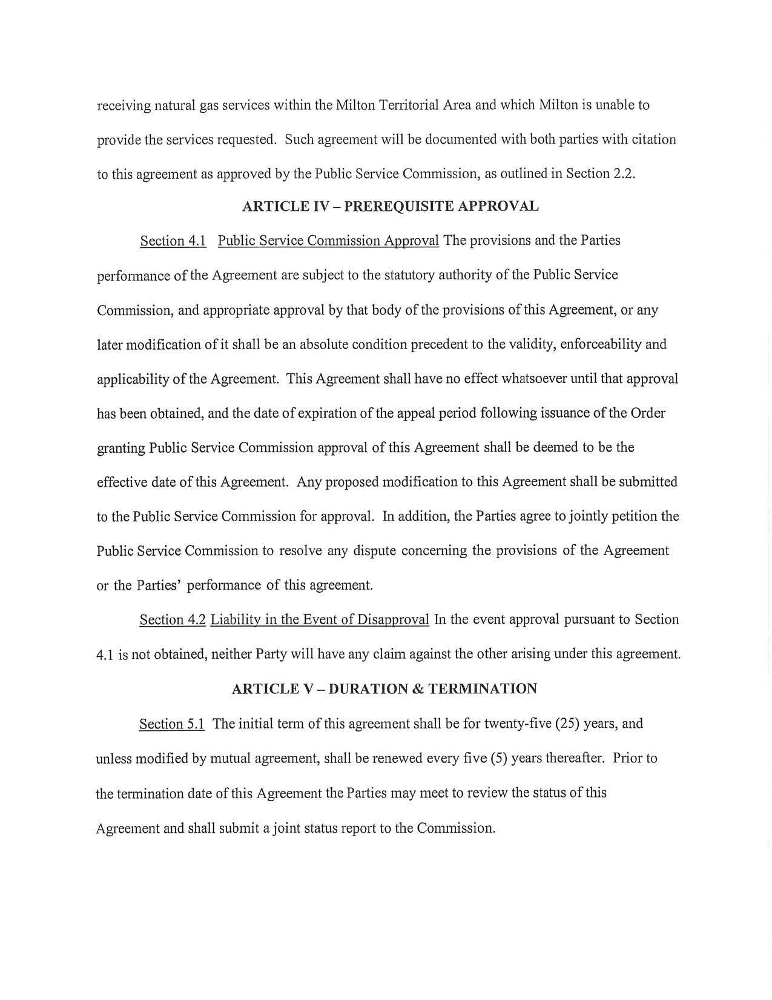 receiving natural gas services within the Milton Territorial Area and which Milton is unable to
provide the services requested.  Such agreement will be documented with both parties with citation
to this agreement as approved by the Public Service Commission, as outlined in Section 2.2.
ARTICLE IV – PREREQUISITE APPROVAL
Section 4.1   Public Service Commission Approval The provisions and the Parties
performance of the Agreement are subject to the statutory authority of the Public Service
Commission, and appropriate approval by that body of the provisions of this Agreement, or any
later modification of it shall be an absolute condition precedent to the validity, enforceability and
applicability of the Agreement.  This Agreement shall have no effect whatsoever until that approval
has been obtained, and the date of expiration of the appeal period following issuance of the Order
granting Public Service Commission approval of this Agreement shall be deemed to be the
effective date of this Agreement.  Any proposed modification to this Agreement shall be submitted
to the Public Service Commission for approval.  In addition, the Parties agree to jointly petition the
Public Service Commission to resolve any dispute concerning the provisions of the Agreement
or the Parties’ performance of this agreement.
Section 4.2 Liability in the Event of Disapproval In the event approval pursuant to Section
4.1 is not obtained, neither Party will have any claim against the other arising under this agreement.
ARTICLE V – DURATION & TERMINATION
Section 5.1  The initial term of this agreement shall be for twenty-five (25) years, and
unless modified by mutual agreement, shall be renewed every five (5) years thereafter.  Prior to
the termination date of this Agreement the Parties may meet to review the status of this
Agreement and shall submit a joint status report to the Commission.